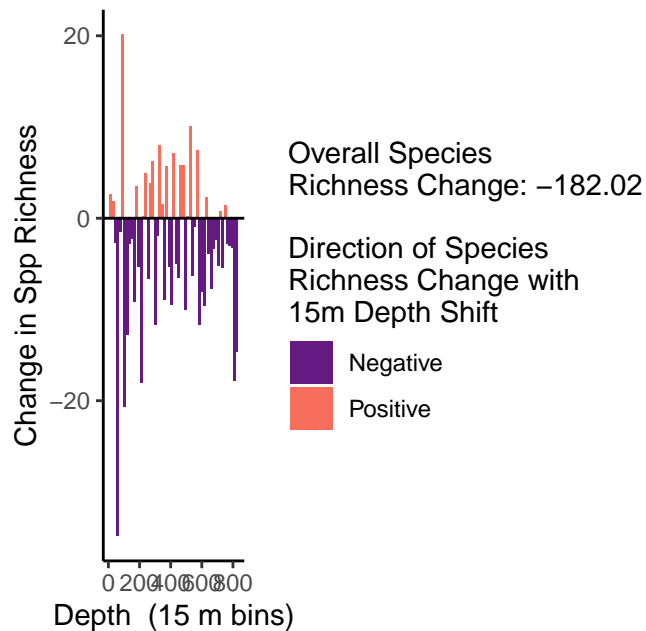 20
0
−20
Change in Spp Richness
0 200 400 600 800
Depth  (15 m bins)
Overall Species
Richness Change: −182.02
Direction of Species
Richness Change with
15m Depth Shift
Negative
Positive